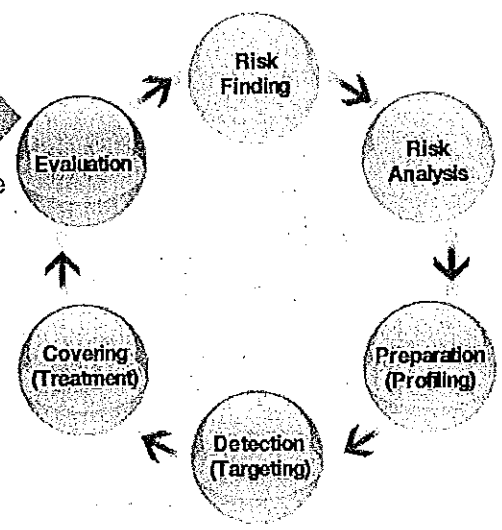 Risk
Finding
Risk
Analysis
Preparation
(Profiling)
Detection
(Targeting)
Covering
(Treatment)
Evaluation
e